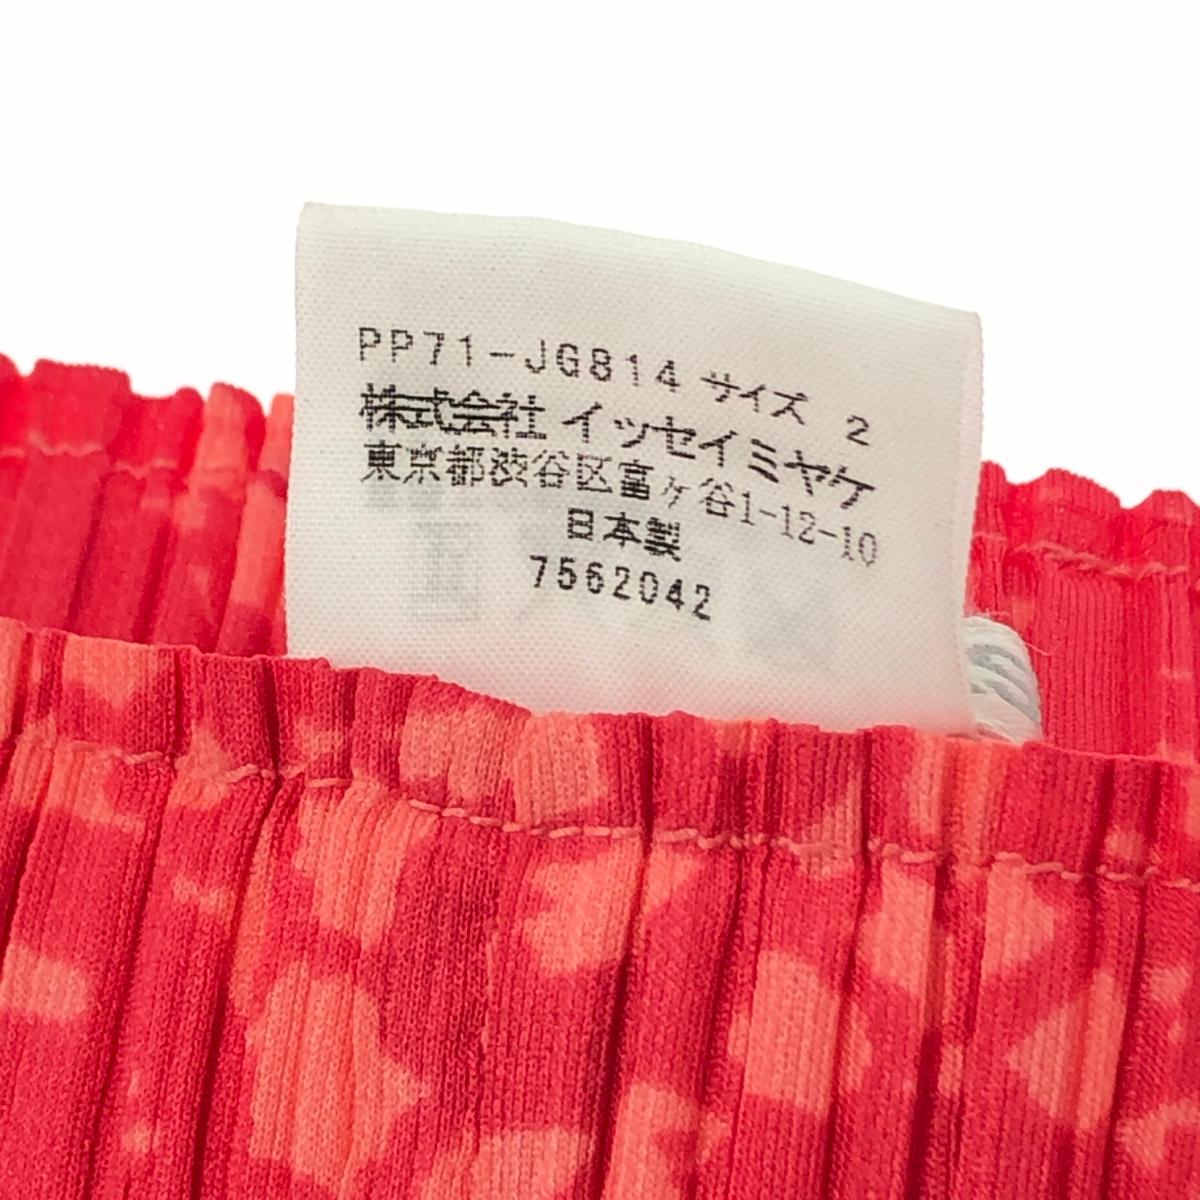 PP71-JG814 サイズ 2
株式会社 イッセイミヤケ
東京都渋谷区富ヶ谷1-12-10
日本製
7562042